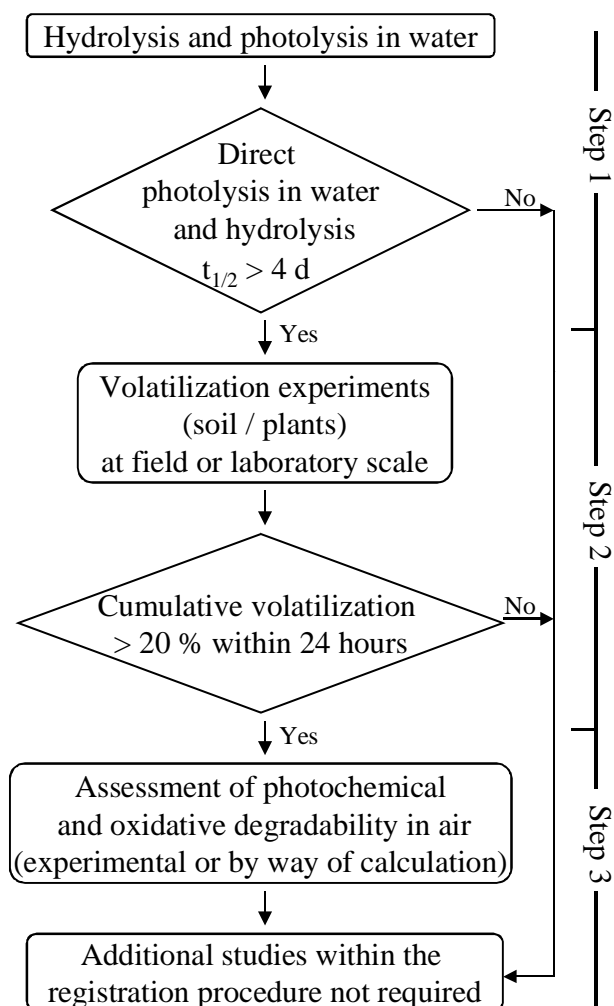 Hydrolysis and photolysis in water
Step 1
Direct
photolysis in water
and hydrolysis
t1/2 > 4 d
No
Yes
Volatilization experiments
(soil / plants)
at field or laboratory scale
Step 2
Cumulative volatilization
> 20 % within 24 hours
No
Yes
Assessment of photochemical
and oxidative degradability in air
(experimental or by way of calculation)
Step 3
Additional studies within the
registration procedure not required